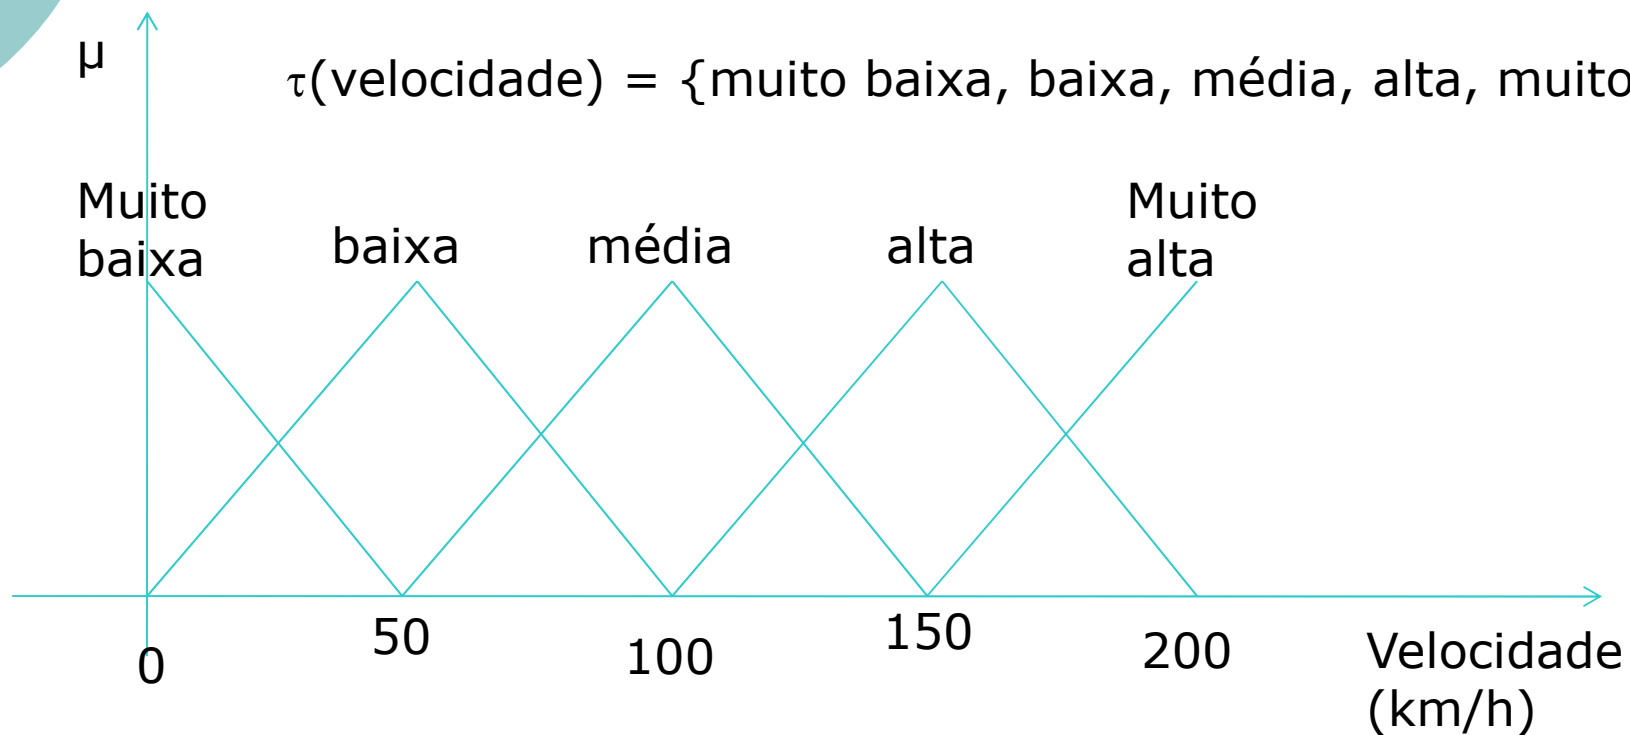 μ
τ(velocidade) = {muito baixa, baixa, média, alta, muito
Muito
baixa
baixa
média
alta
Muito
alta
0
50
100
150
200
Velocidade
(km/h)